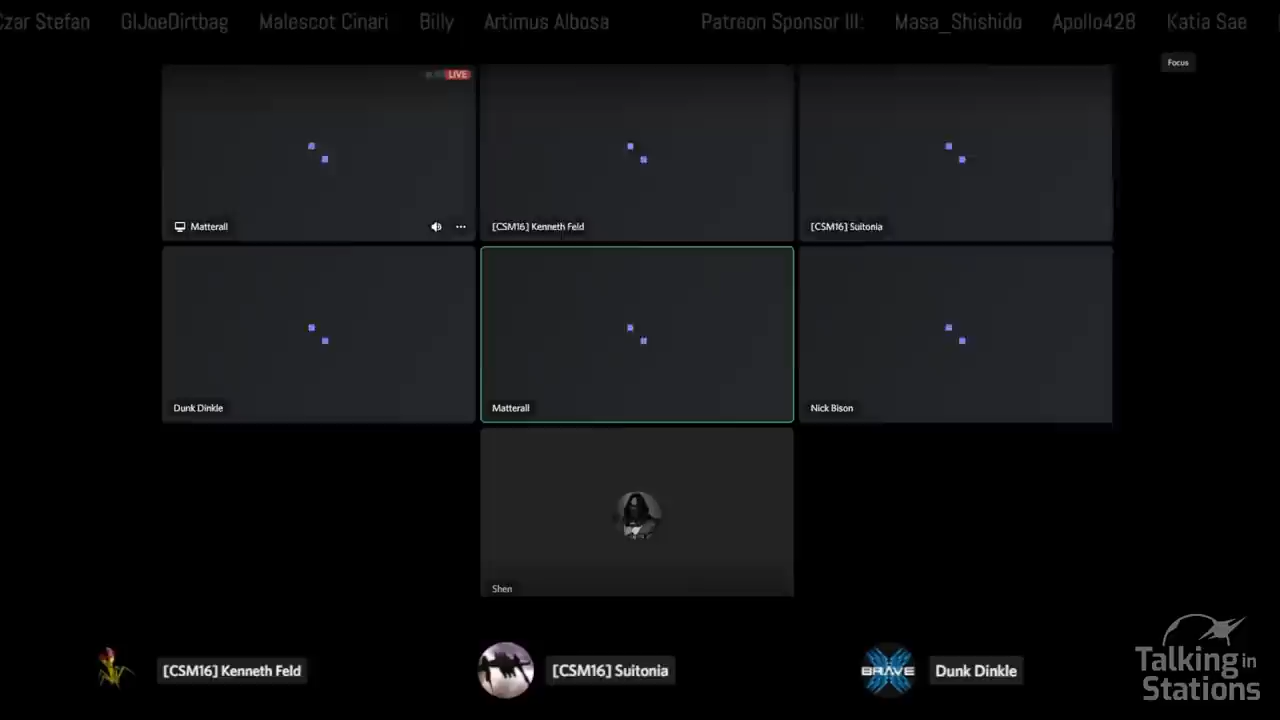 Czar Stefan GIJoeDirtbag Malescot Cinari Billy Artimus Albosa Patreon Sponsor III: Masa_Shishido Apollo428 Katia Sae
Focus
LIVE
Matterall
[CSM16] Kenneth Feld
[CSM16] Suitonia
Dunk Dinkle
Matterall
Nick Bison
Shen
[CSM16] Kenneth Feld
[CSM16] Suitonia
BRAVE
Dunk Dinkle
Talking in
Stations